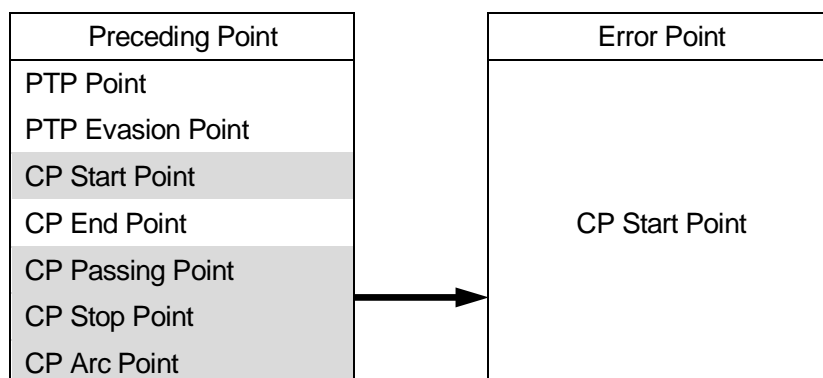 Preceding Point
PTP Point
PTP Evasion Point
CP Start Point
CP End Point
CP Passing Point
CP Stop Point
CP Arc Point
Error Point
CP Start Point